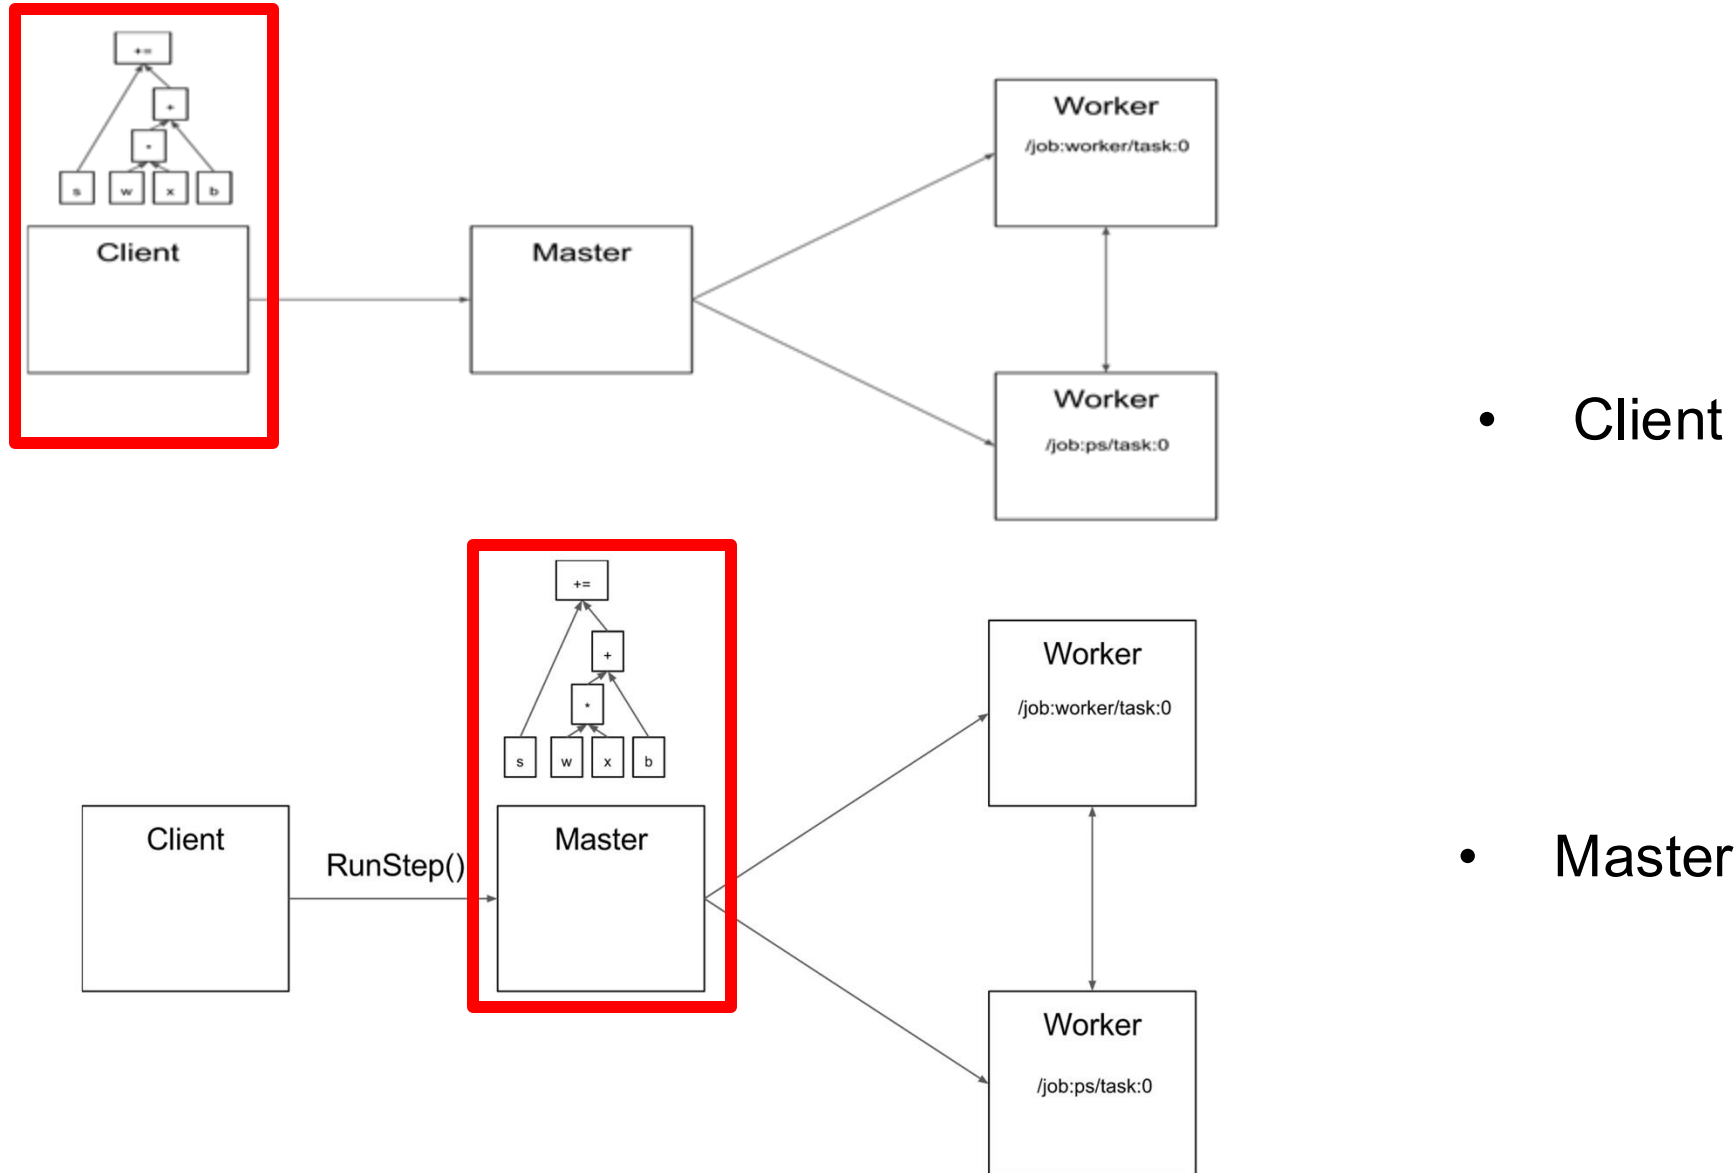 +=
+
*
s w x b
Client
Master
Worker
/job:worker/task:0
Worker
/job:ps/task:0
• Client
+=
+
*
s w x b
Client
RunStep()
Master
Worker
/job:worker/task:0
Worker
/job:ps/task:0
• Master